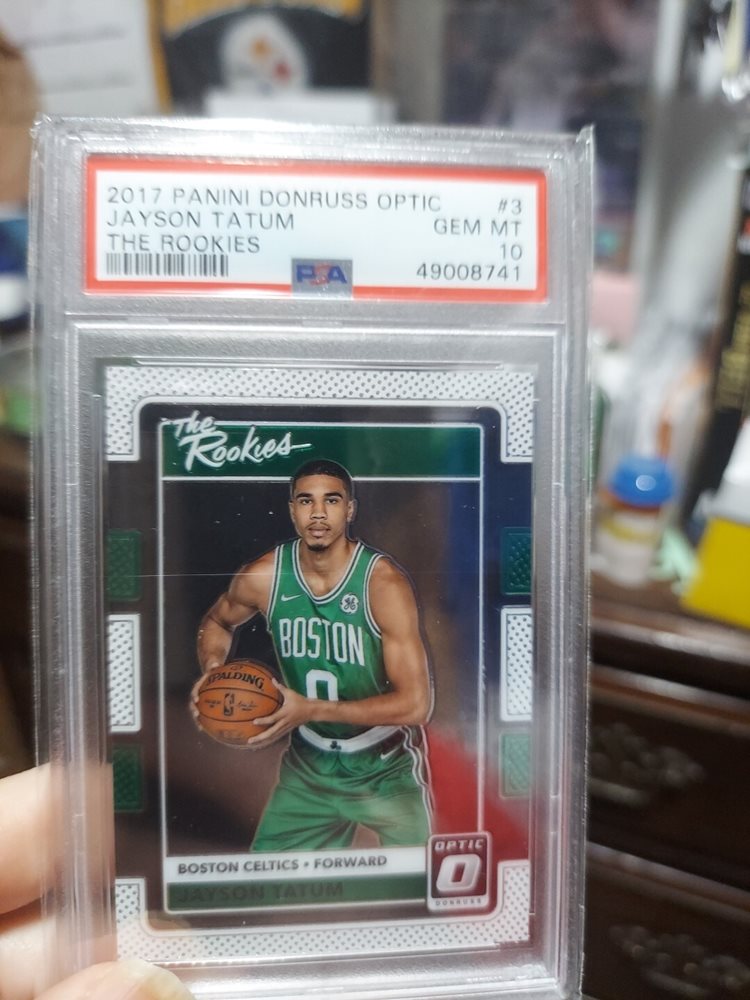 2017 PANINI DONRUSS OPTIC #3
JAYSON TATUM GEM MT
THE ROOKIES 10
PSA 49008741
The
Rookies
BOSTON
0
SPALDING
BOSTON CELTICS • FORWARD
JAYSON TATUM
OPTIC
DONRUSS